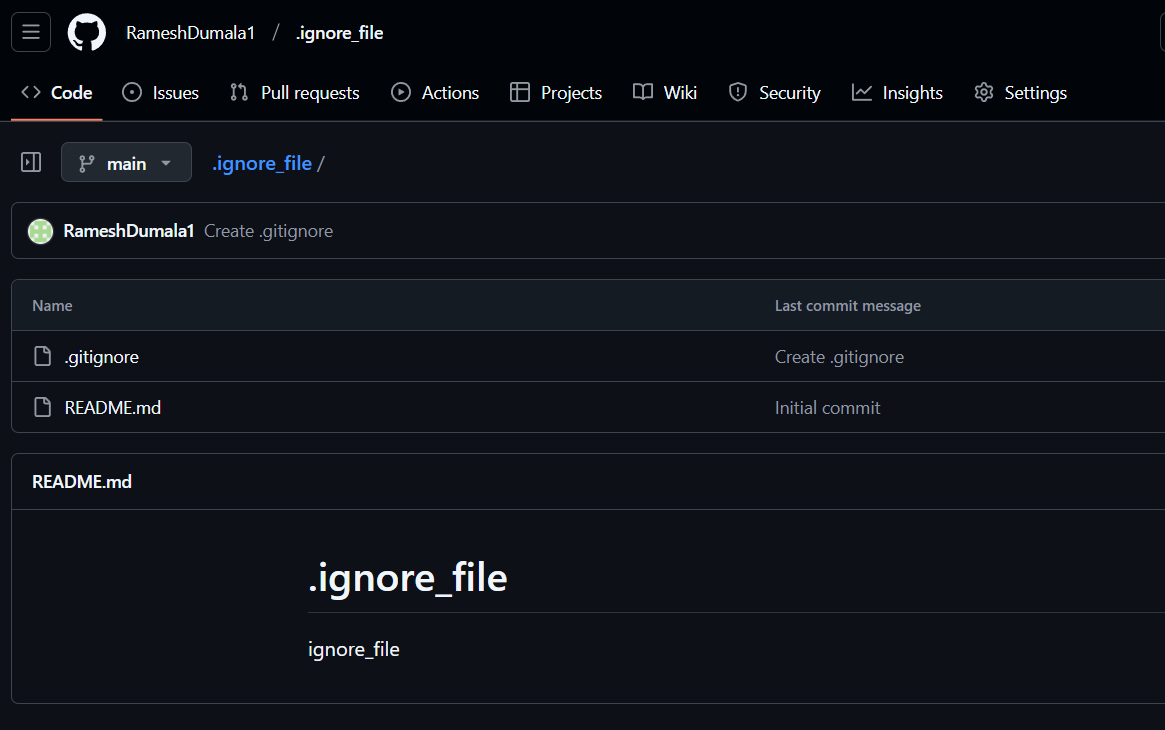 RameshDumala1 / .ignore_file
Code Issues Pull requests Actions Projects Wiki Security Insights Settings
main .ignore_file /
RameshDumala1 Create .gitignore
Name Last commit message
.gitignore Create .gitignore
README.md Initial commit
README.md
.ignore_file
ignore_file